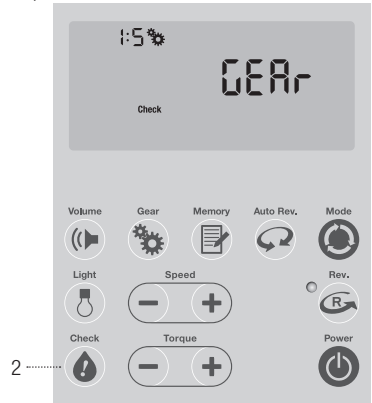 1:5
GEAr
Check
Volume Gear Memory Auto Rev. Mode
Light Speed Rev.
R
Check Torque Power
2